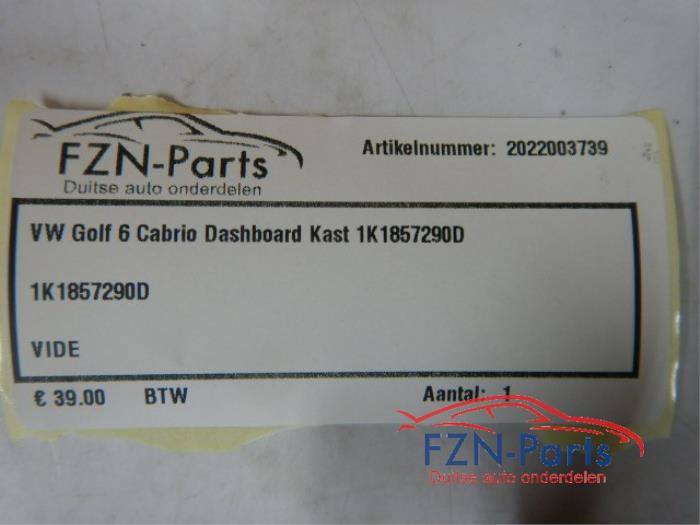 FZN-Parts
Duitse auto onderdelen
Artikelnummer: 2022003739
VW Golf 6 Cabrio Dashboard Kast 1K1857290D
1K1857290D
VIDE
€ 39.00 BTW Aantal: 1
FZN-Parts
Duitse auto onderdelen